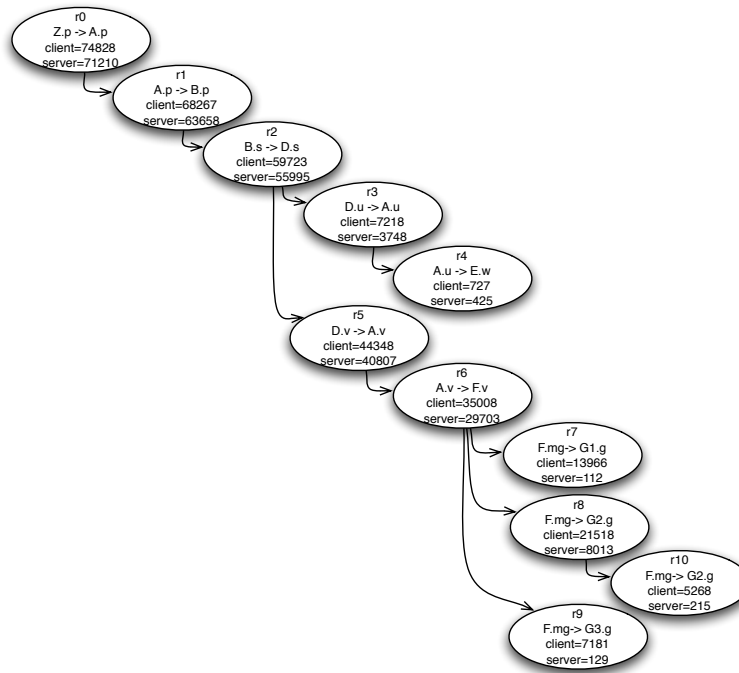 r0
Z.p -> A.p
client=74828
server=71210
r1
A.p -> B.p
client=68267
server=63658
r2
B.s -> D.s
client=59723
server=55995
r3
D.u -> A.u
client=7218
server=3748
r4
A.u -> E.w
client=727
server=425
r5
D.v -> A.v
client=44348
server=40807
r6
A.v -> F.v
client=35008
server=29703
r7
F.mg-> G1.g
client=13966
server=112
r8
F.mg-> G2.g
client=21518
server=8013
r10
F.mg-> G2.g
client=5268
server=215
r9
F.mg-> G3.g
client=7181
server=129